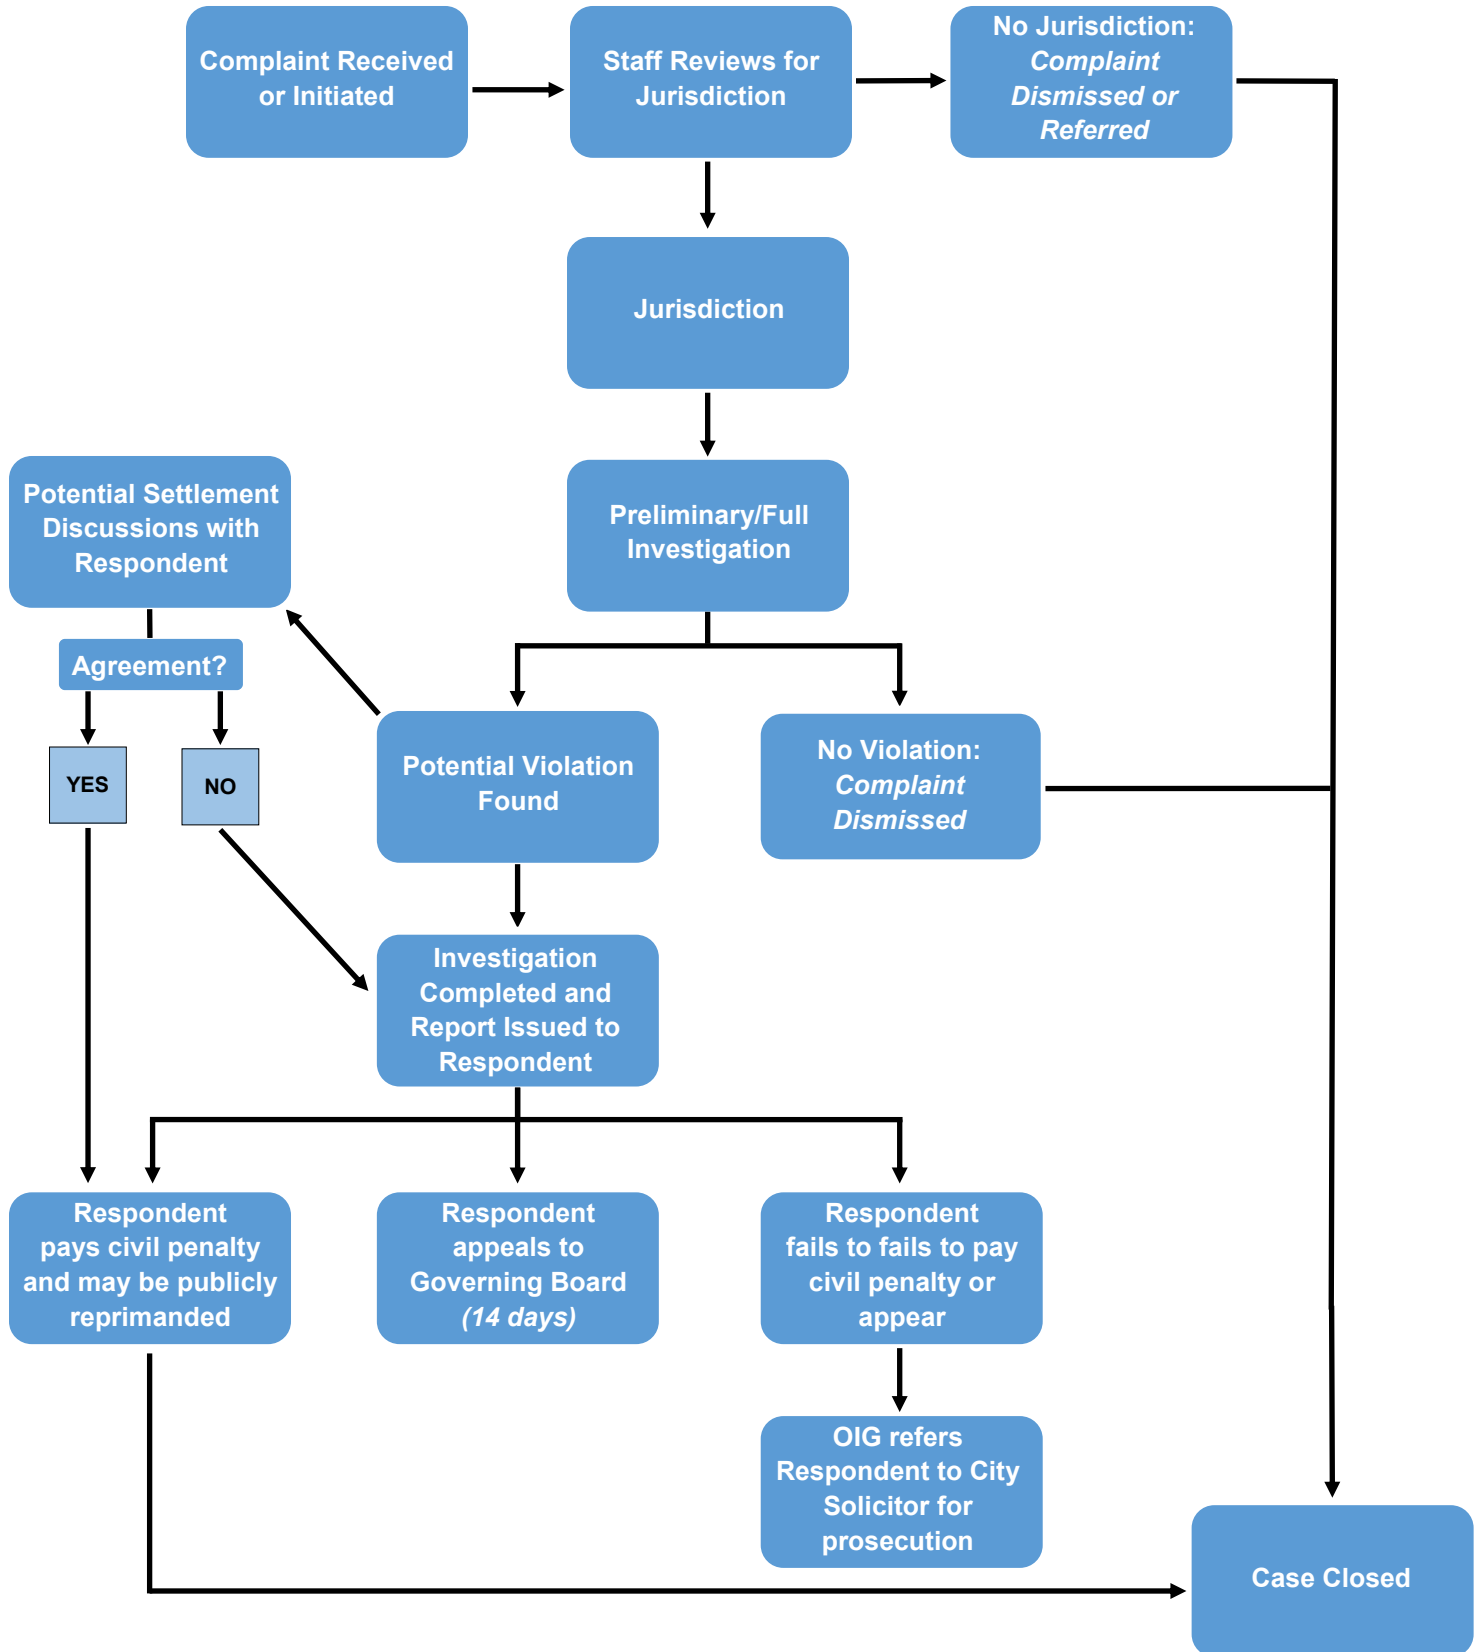 Complaint Received
or Initiated
Staff Reviews for
Jurisdiction
No Jurisdiction:
Complaint
Dismissed or
Referred
Jurisdiction
Potential Settlement
Discussions with
Respondent
Preliminary/Full
Investigation
Agreement?
YES
NO
Potential Violation
Found
No Violation:
Complaint
Dismissed
Investigation
Completed and
Report Issued to
Respondent
Respondent
pays civil penalty
and may be publicly
reprimanded
Respondent
appeals to
Governing Board
(14 days)
Respondent
fails to fails to pay
civil penalty or
appear
OIG refers
Respondent to City
Solicitor for
prosecution
Case Closed